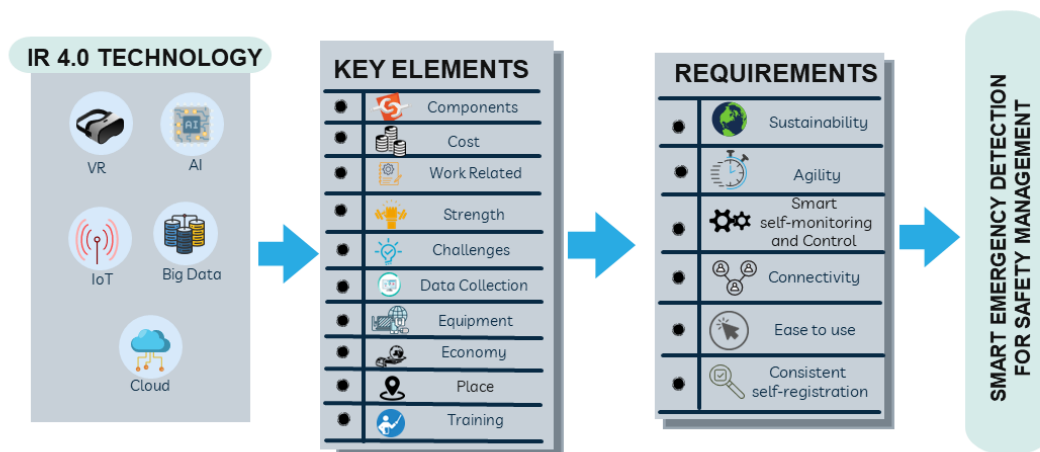 IR 4.0 TECHNOLOGY
VR
AI
IoT
Big Data
Cloud
KEY ELEMENTS
Components
Cost
Work Related
Strength
Challenges
Data Collection
Equipment
Economy
Place
Training
REQUIREMENTS
Sustainability
Agility
Smart
self-monitoring
and Control
Connectivity
Ease to use
Consistent
self-registration
SMART EMERGENCY DETECTION
FOR SAFETY MANAGEMENT